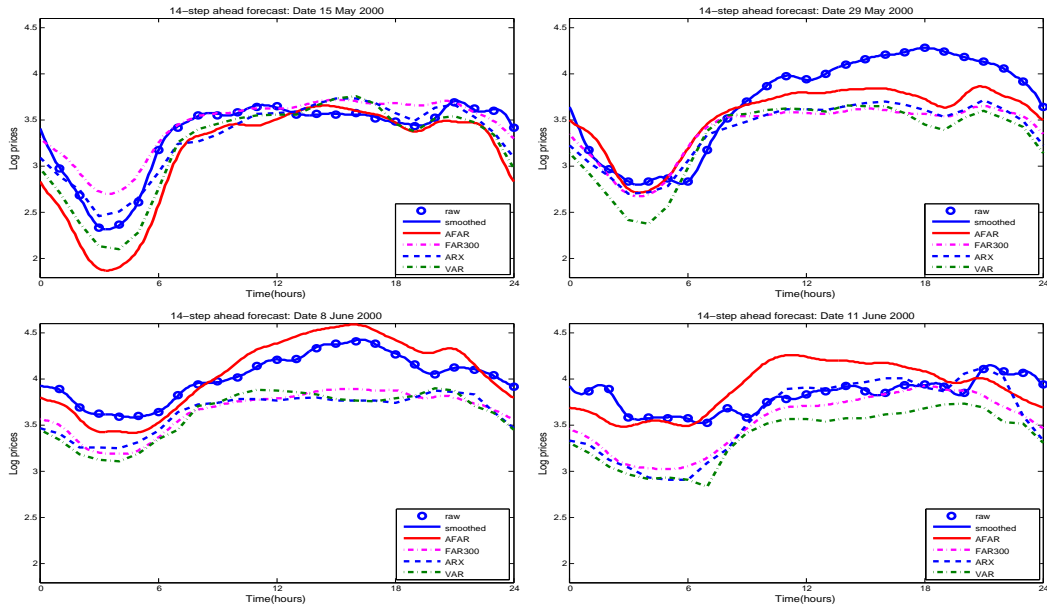 14−step ahead forecast: Date 15 May 2000
4.5
4
3.5
3
2.5
2
Log prices
0
6
12
18
24
Time(hours)
raw
smoothed
AFAR
FAR300
ARX
VAR
14−step ahead forecast: Date 29 May 2000
4.5
4
3.5
3
2.5
2
Log prices
0
6
12
18
24
Time(hours)
raw
smoothed
AFAR
FAR300
ARX
VAR
14−step ahead forecast: Date 8 June 2000
4.5
4
3.5
3
2.5
2
Log prices
0
6
12
18
24
Time(hours)
raw
smoothed
AFAR
FAR300
ARX
VAR
14−step ahead forecast: Date 11 June 2000
4.5
4
3.5
3
2.5
2
Log prices
0
6
12
18
24
Time(hours)
raw
smoothed
AFAR
FAR300
ARX
VAR